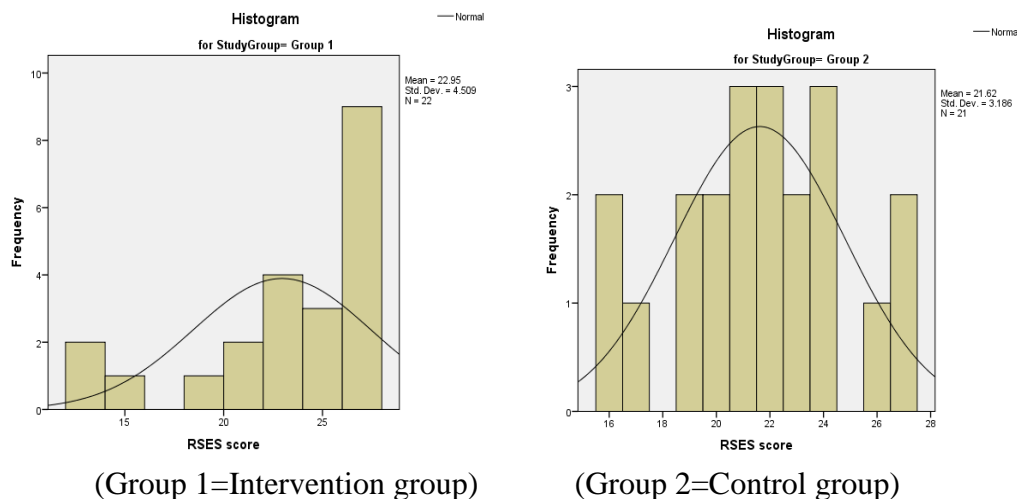 Histogram
Normal
for StudyGroup= Group 1
Mean = 22.95
Std. Dev. = 4.509
N = 22
10
8
6
4
2
0
Frequency
15
20
25
RSES score
Histogram
Normal
for StudyGroup= Group 2
Mean = 21.62
Std. Dev. = 3.186
N = 21
3
2
1
0
Frequency
16
18
20
22
24
26
28
RSES score
(Group 1=Intervention group)
(Group 2=Control group)